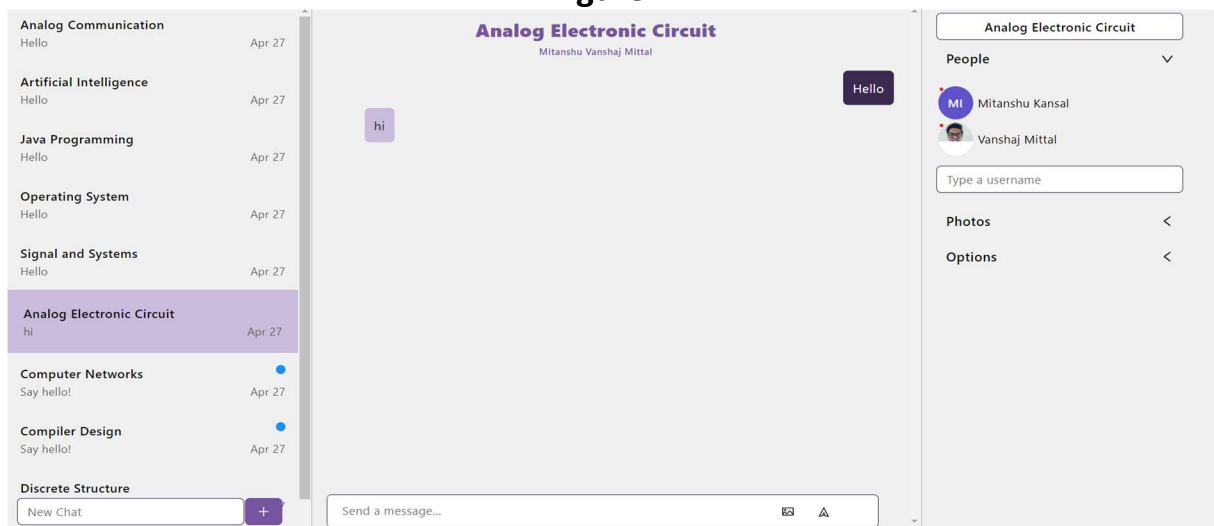 Analog Communication
Hello Apr 27
Artificial Intelligence
Hello Apr 27
Java Programming
Hello Apr 27
Operating System
Hello Apr 27
Signal and Systems
Hello Apr 27
Analog Electronic Circuit
hi Apr 27
Computer Networks
Say hello! Apr 27
Compiler Design
Say hello! Apr 27
Discrete Structure
New Chat +
Analog Electronic Circuit
Mitanshu Vanshaj Mittal
Hello
hi
Send a message...
Analog Electronic Circuit
People
MI Mitanshu Kansal
Vanshaj Mittal
Type a username
Photos
Options